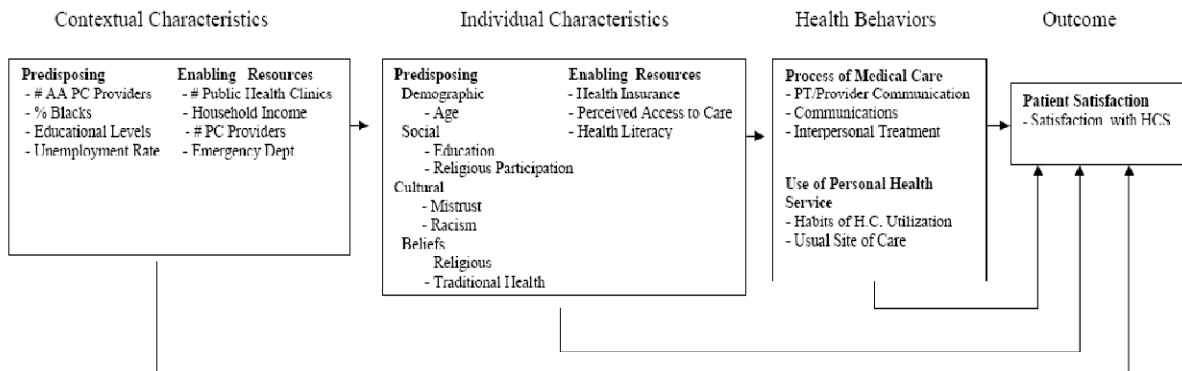 Contextual Characteristics
Individual Characteristics
Health Behaviors
Outcome
Predisposing
- # AA PC Providers
- % Blacks
- Educational Levels
- Unemployment Rate
Enabling Resources
- # Public Health Clinics
- Household Income
- # PC Providers
- Emergency Dept
Predisposing
Demographic
- Age
Social
- Education
- Religious Participation
Cultural
- Mistrust
- Racism
Beliefs
Religious
- Traditional Health
Enabling Resources
- Health Insurance
- Perceived Access to Care
- Health Literacy
Process of Medical Care
- PT/Provider Communication
- Communications
- Interpersonal Treatment
Use of Personal Health
Service
- Habits of H.C. Utilization
- Usual Site of Care
Patient Satisfaction
- Satisfaction with HCS